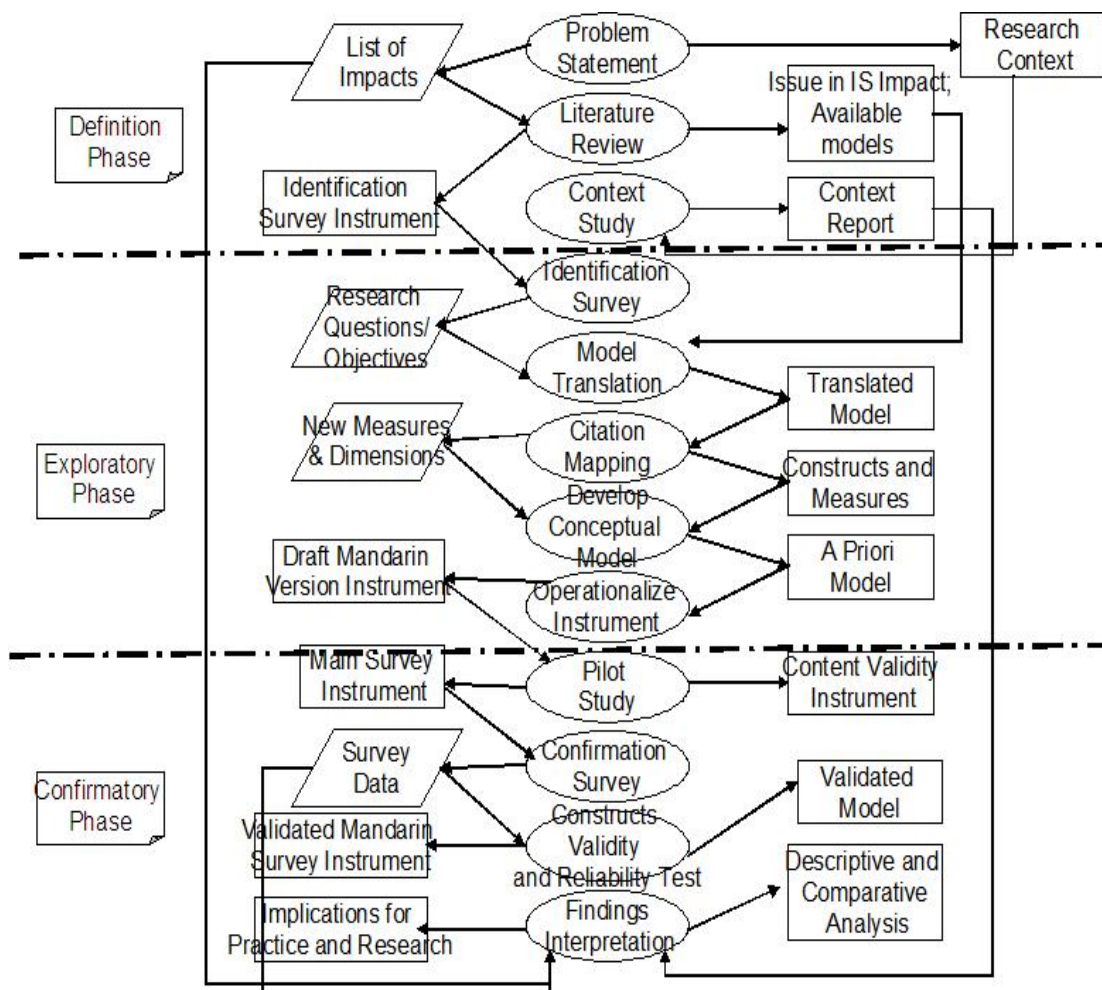 List of
Impacts
Problem
Statement
Research
Context
Definition
Phase
Literature
Review
Issue in IS Impact;
Available
models
Identification
Survey Instrument
Context
Study
Context
Report
Identification
Survey
Research
Questions/
Objectives
Model
Translation
Translated
Model
Exploratory
Phase
New Measures
& Dimensions
Citation
Mapping
Constructs and
Measures
Develop
Conceptual
Model
Draft Mandarin
Version Instrument
A Priori
Model
Operationalize
Instrument
Main Survey
Instrument
Pilot
Study
Content Validity
Instrument
Confirmatory
Phase
Survey
Data
Confirmation
Survey
Validated
Model
Validated Mandarin
Survey Instrument
Constructs
Validity
and Reliability Test
Descriptive and
Comparative
Analysis
Implications for
Practice and Research
Findings
Interpretation